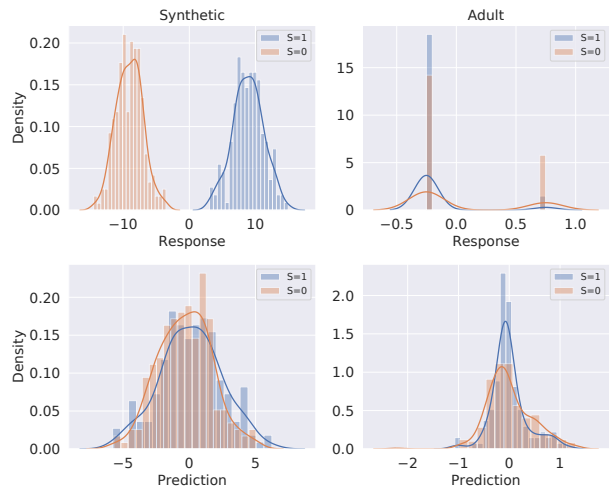 Synthetic
Adult
0.20
0.15
0.10
0.05
0.00
Density
S=1
S=0
−10
0
10
Response
15
10
5
0
S=1
S=0
−0.5
0.0
0.5
1.0
Response
0.20
0.15
0.10
0.05
0.00
Density
S=1
S=0
−5
0
5
Prediction
2.0
1.5
1.0
0.5
0.0
S=1
S=0
−2
−1
0
1
Prediction